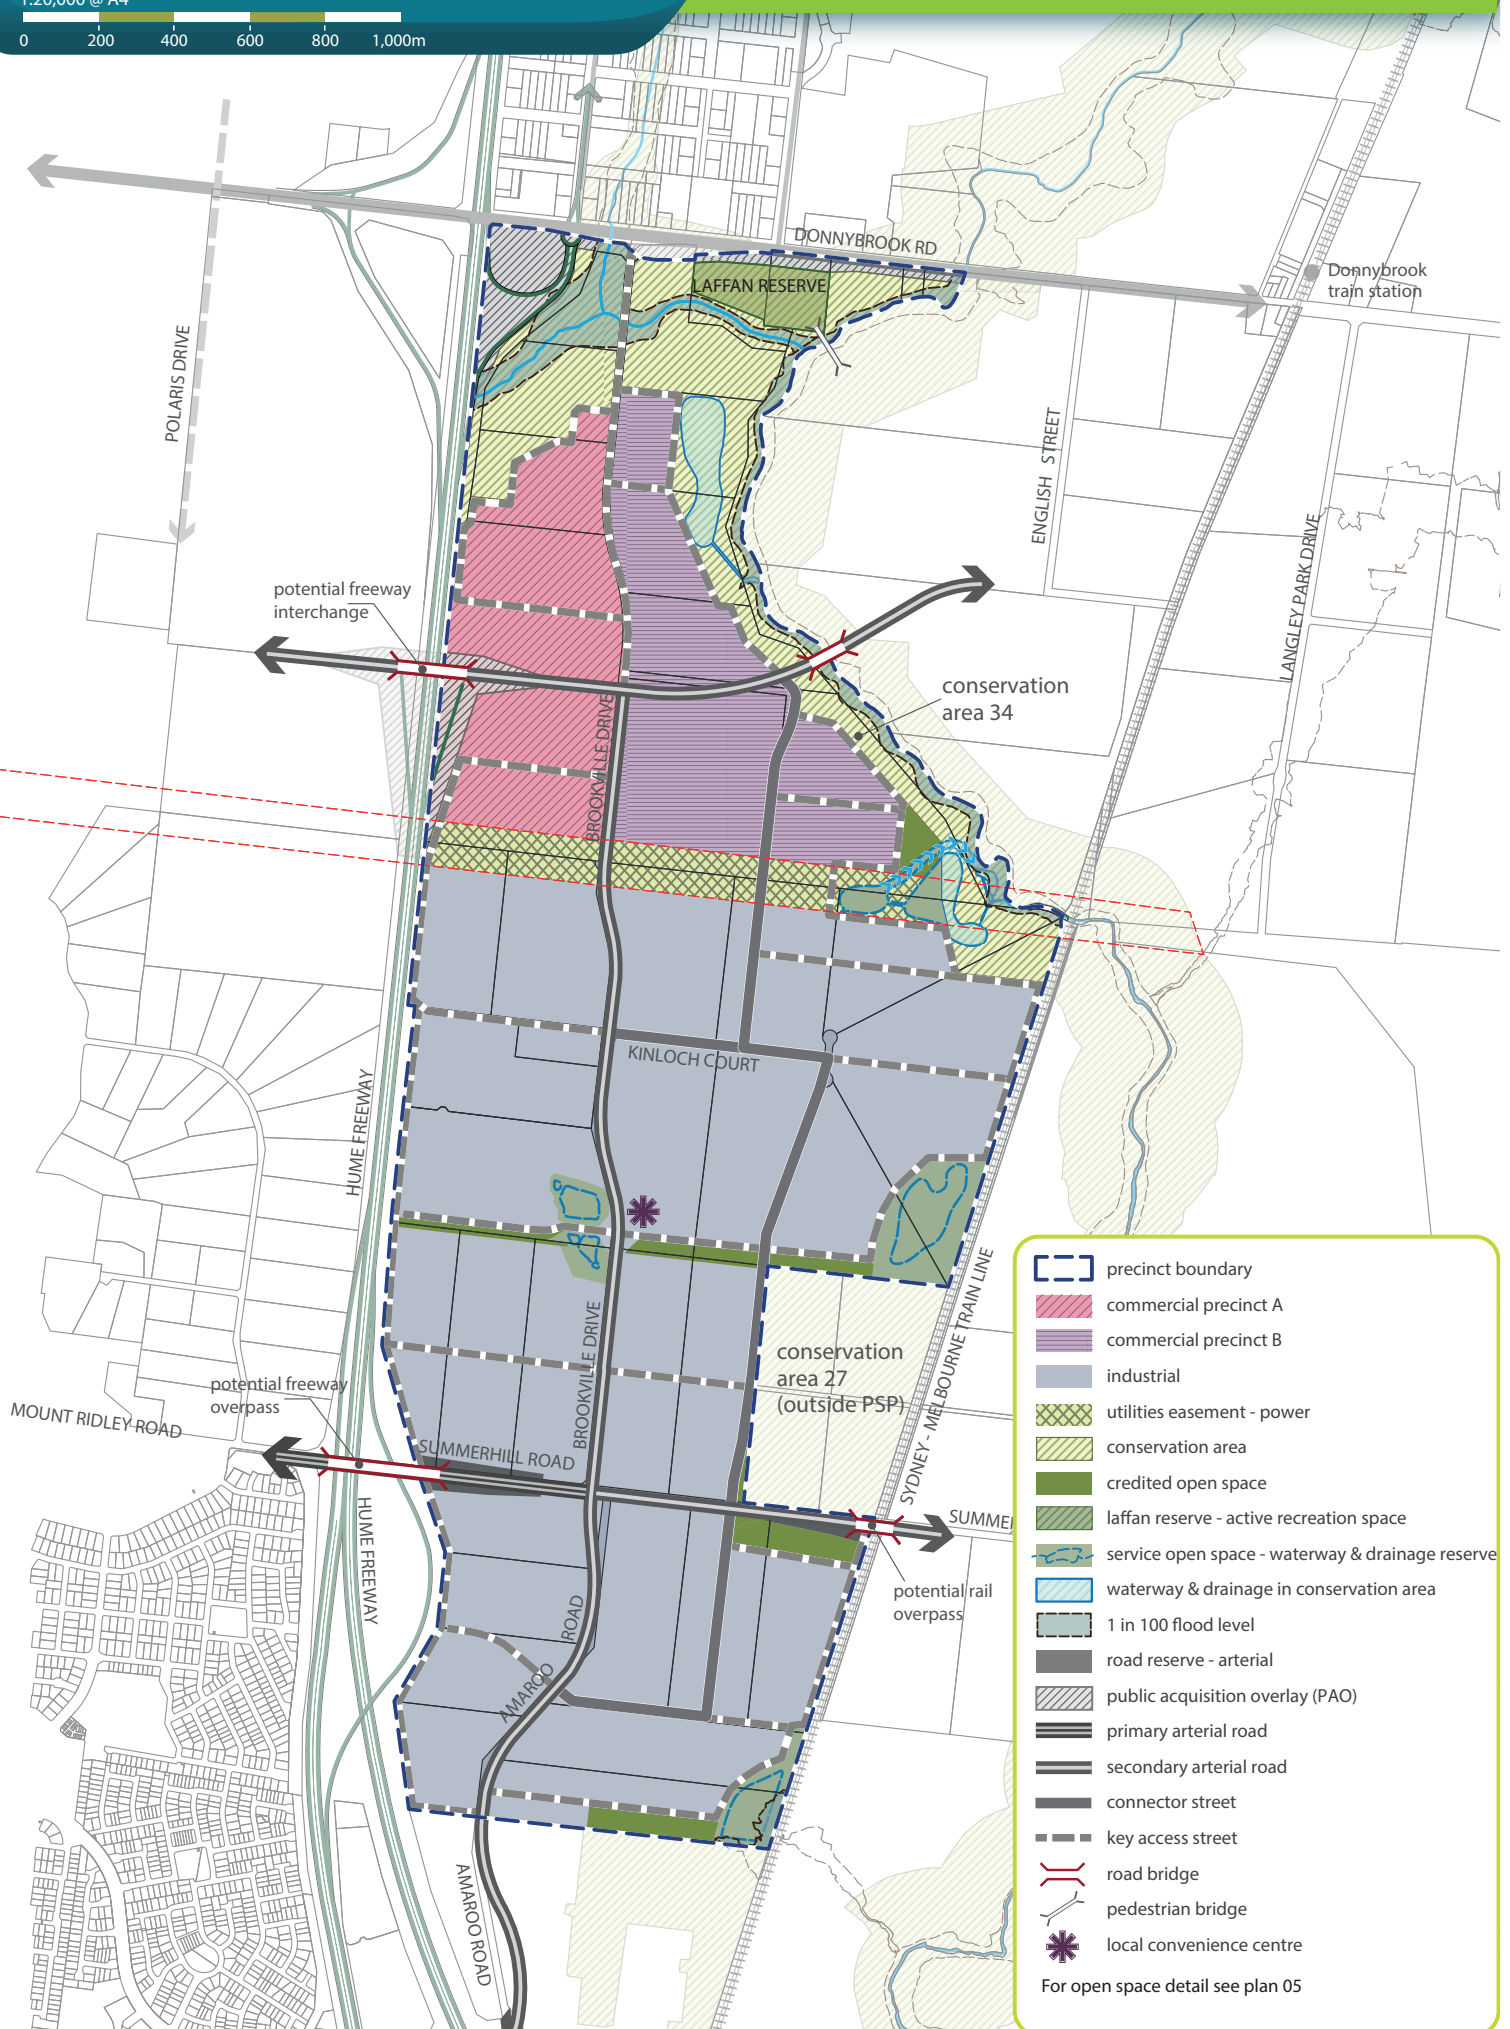 1:20,000 @ A4
0 200 400 600 800 1,000m
DONNYBROOK RD
Donnybrook
train station
LAFFAN RESERVE
POLARIS DRIVE
ENGLISH STREET
LANGLEY PARK DRIVE
potential freeway
interchange
conservation
area 34
BROOKVILLE DRIVE
KINLOCH COURT
HUME FREEWAY
SYDNEY - MELBOURNE TRAIN LINE
conservation
area 27
(outside PSP)
BROOKVILLE DRIVE
potential freeway
overpass
MOUNT RIDLEY ROAD
SUMMERHILL ROAD
SUMME
HUME FREEWAY
potential rail
overpass
AMAROO ROAD
AMAROO ROAD
precinct boundary
commercial precinct A
commercial precinct B
industrial
utilities easement - power
conservation area
credited open space
laffan reserve - active recreation space
service open space - waterway & drainage reserve
waterway & drainage in conservation area
1 in 100 flood level
road reserve - arterial
public acquisition overlay (PAO)
primary arterial road
secondary arterial road
connector street
key access street
road bridge
pedestrian bridge
local convenience centre
For open space detail see plan 05